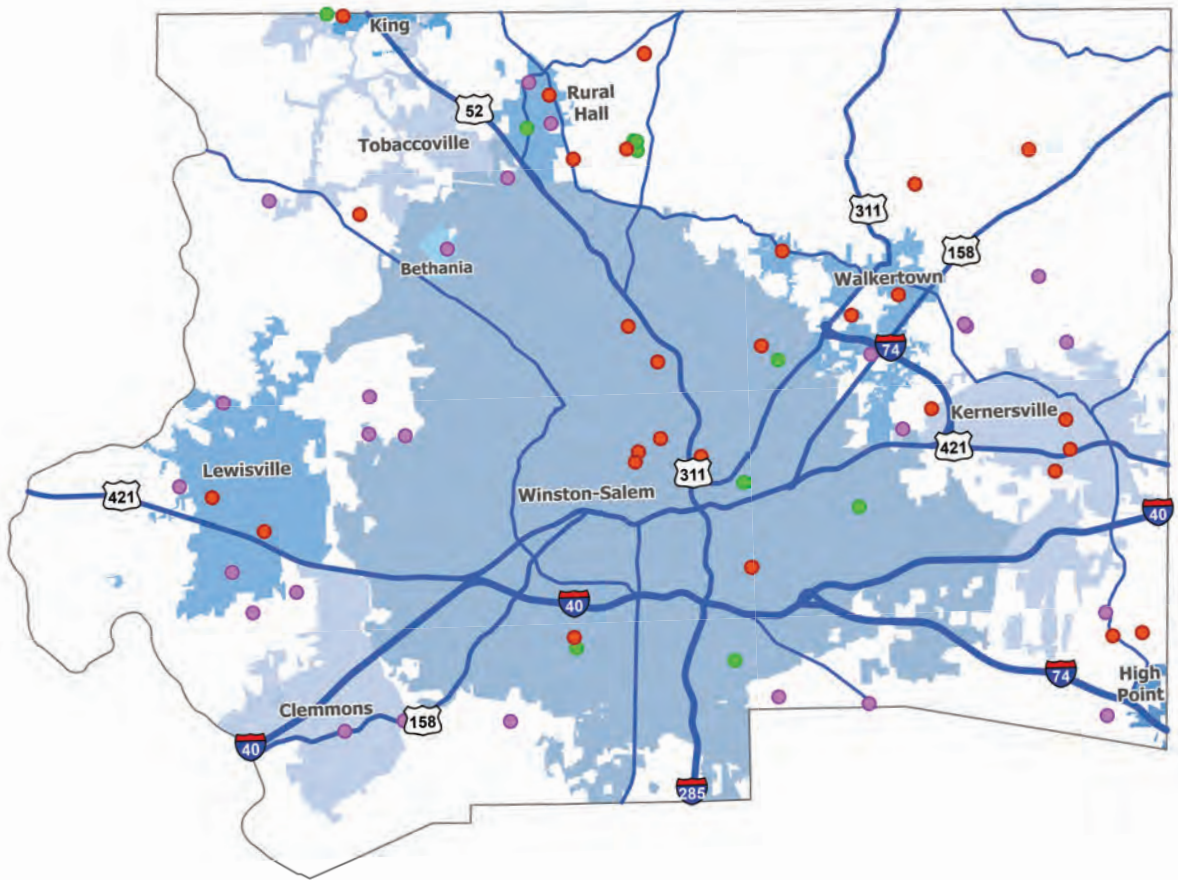 King
52
Rural
Hall
Tobaccoville
311
158
Bethania
Walkertown
74
Kernersville
421
Lewisville
311
Winston-Salem
421
40
40
74
High
Point
Clemmons
158
40
285